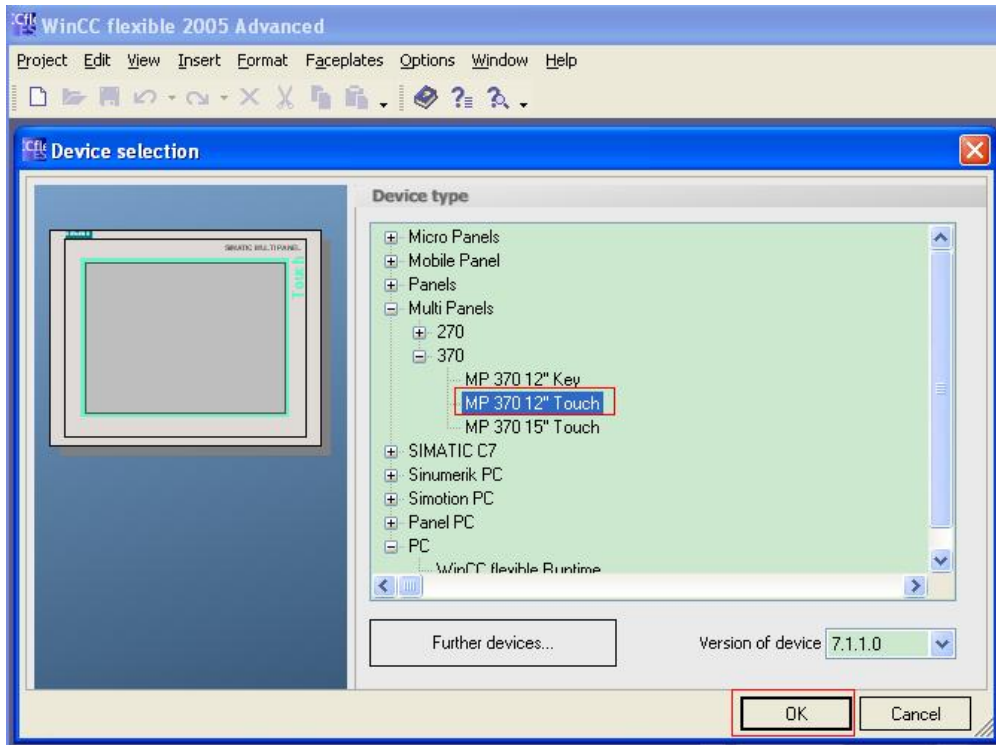 WinCC flexible 2005 Advanced
Project Edit View Insert Format Faceplates Options Window Help
Device selection
Device type
SIMATIC MULTI PANEL
Touch
Micro Panels
Mobile Panel
Panels
Multi Panels
270
370
MP 370 12" Key
MP 370 12" Touch
MP 370 15" Touch
SIMATIC C7
Sinumerik PC
Simotion PC
Panel PC
PC
WinCC flexible Runtime
Further devices...
Version of device 7.1.1.0
OK Cancel